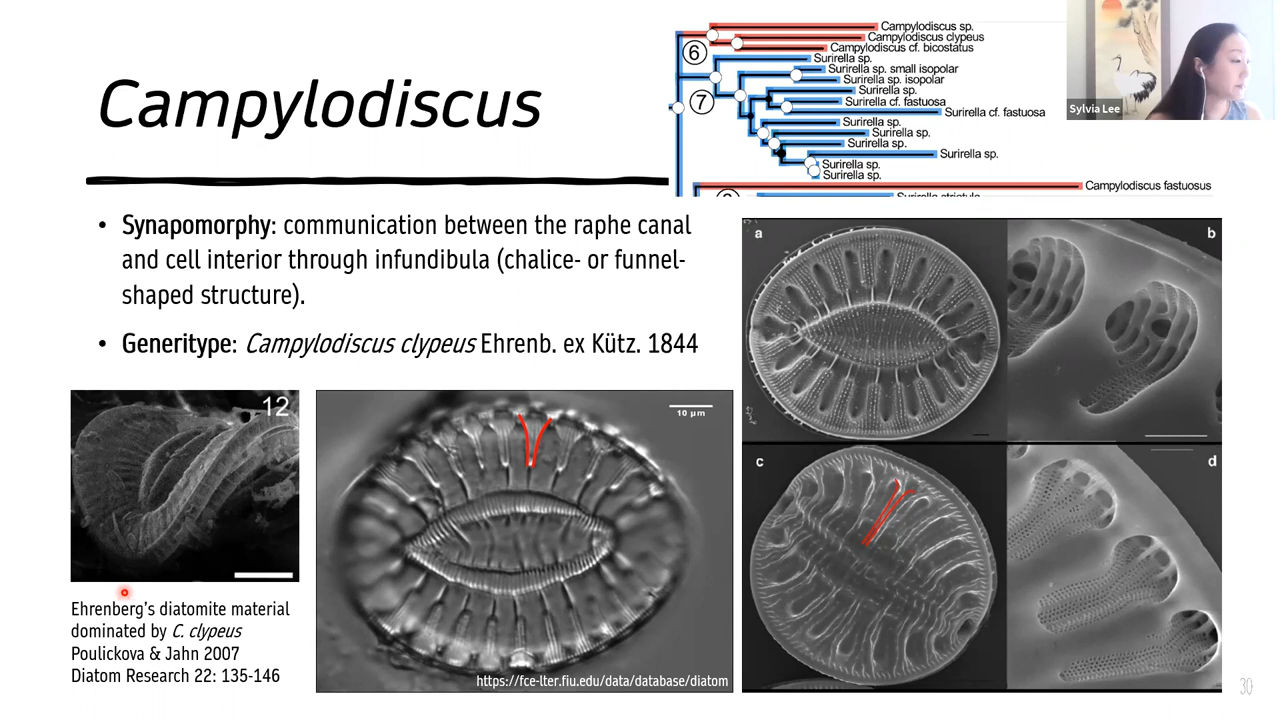 Campylodiscus
Campylodiscus sp.
Campylodiscus clypeus
Campylodiscus cf. bicostatus
Surirella sp.
Surirella sp. small isopolar
Surirella sp. isopolar
Surirella sp.
Surirella cf. fastuosa
Surirella cf. fastuosa
Surirella sp.
Surirella sp.
Surirella sp.
Surirella sp.
Surirella sp.
Surirella sp.
Campylodiscus fastuosus
6
7
Sylvia Lee
• Synapomorphy: communication between the raphe canal
and cell interior through infundibula (chalice- or funnel-
shaped structure).
• Generitype: Campylodiscus clypeus Ehrenb. ex Kütz. 1844
12
Ehrenberg's diatomite material
dominated by C. clypeus
Poulickova & Jahn 2007
Diatom Research 22: 135-146
10 µm
https://fce-lter.fiu.edu/data/database/diatom
a
b
c
d
30